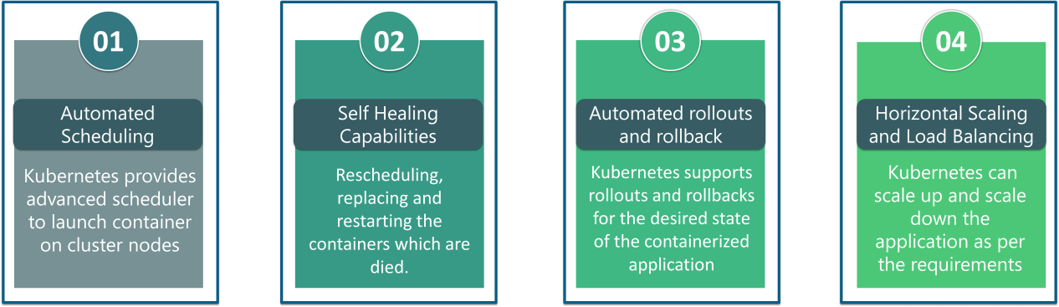 01
Automated
Scheduling
Kubernetes provides
advanced scheduler
to launch container
on cluster nodes
02
Self Healing
Capabilities
Rescheduling,
replacing and
restarting the
containers which are
died.
03
Automated rollouts
and rollback
Kubernetes supports
rollouts and rollbacks
for the desired state
of the containerized
application
04
Horizontal Scaling
and Load Balancing
Kubernetes can
scale up and scale
down the
application as per
the requirements